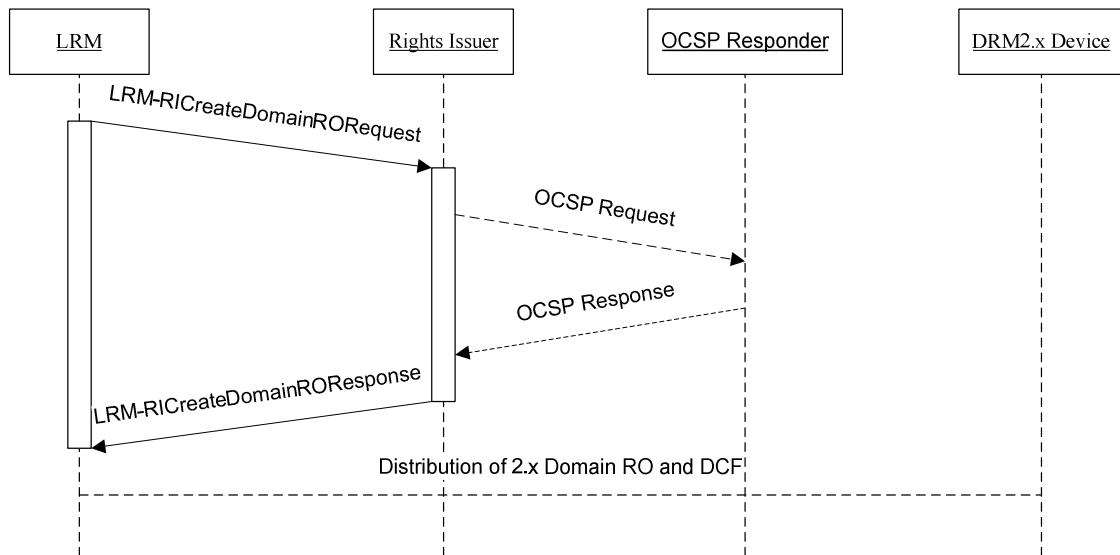 LRM
Rights Issuer
OCSP Responder
DRM2.x Device
LRM-RICreateDomainRORequest
OCSP Request
OCSP Response
LRM-RICreateDomainROResponse
Distribution of 2.x Domain RO and DCF